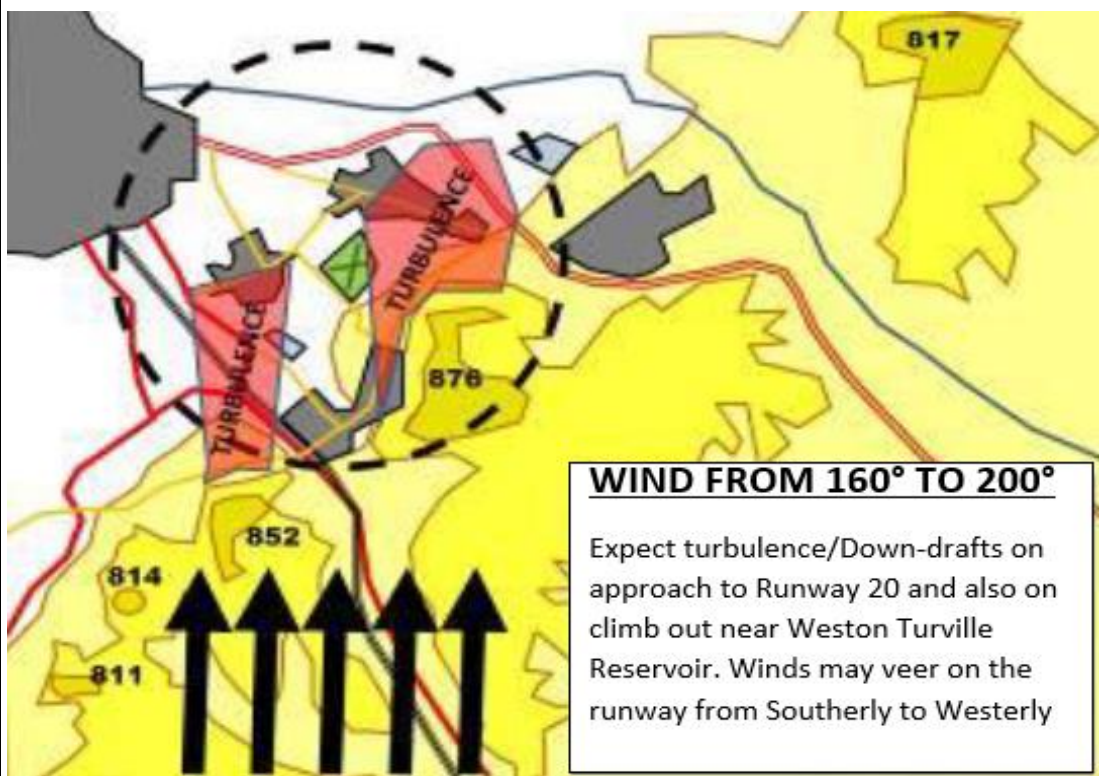 817
TURBULENCE
TURBULENCE
876
852
814
811
WIND FROM 160° TO 200°
Expect turbulence/Down-drafts on
approach to Runway 20 and also on
climb out near Weston Turville
Reservoir. Winds may veer on the
runway from Southerly to Westerly